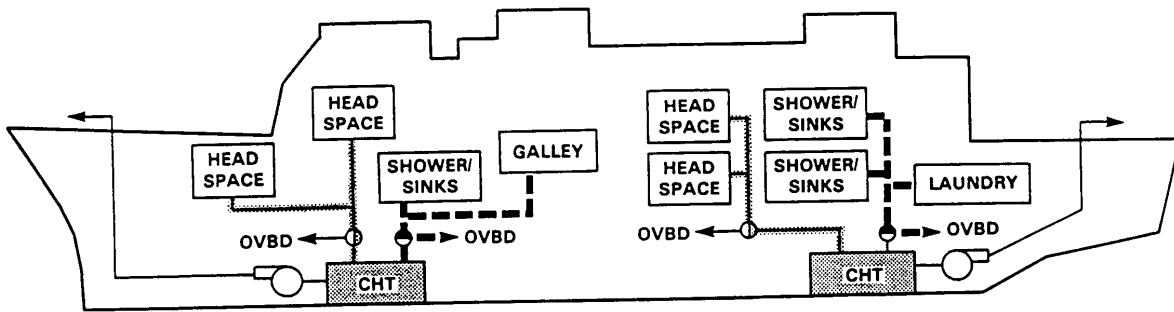 HEAD
SPACE
HEAD
SPACE
SHOWER/
SINKS
GALLEY
OVBD
OVBD
CHT
HEAD
SPACE
SHOWER/
SINKS
HEAD
SPACE
SHOWER/
SINKS
LAUNDRY
OVBD
OVBD
CHT